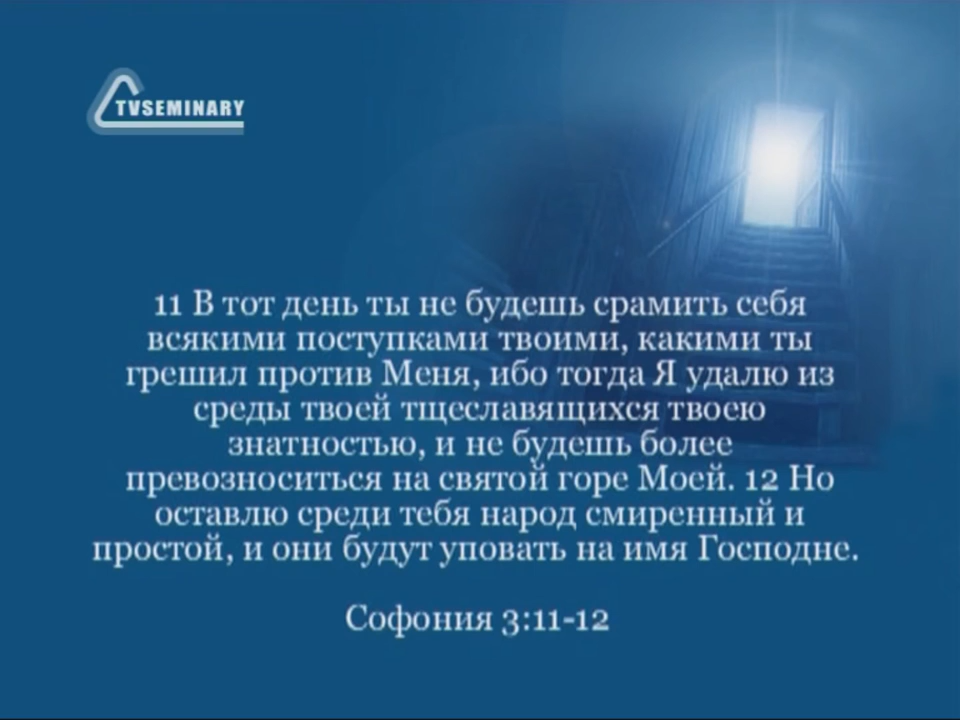 TVSEMINARY
11 В тот день ты не будешь срамить себя
всякими поступками твоими, какими ты
грешил против Меня, ибо тогда Я удалю из
среды твоей тщеславящихся твоею
знатностью, и не будешь более
превозноситься на святой горе Моей. 12 Но
оставлю среди тебя народ смиренный и
простой, и они будут уповать на имя Господне.
Софония 3:11-12